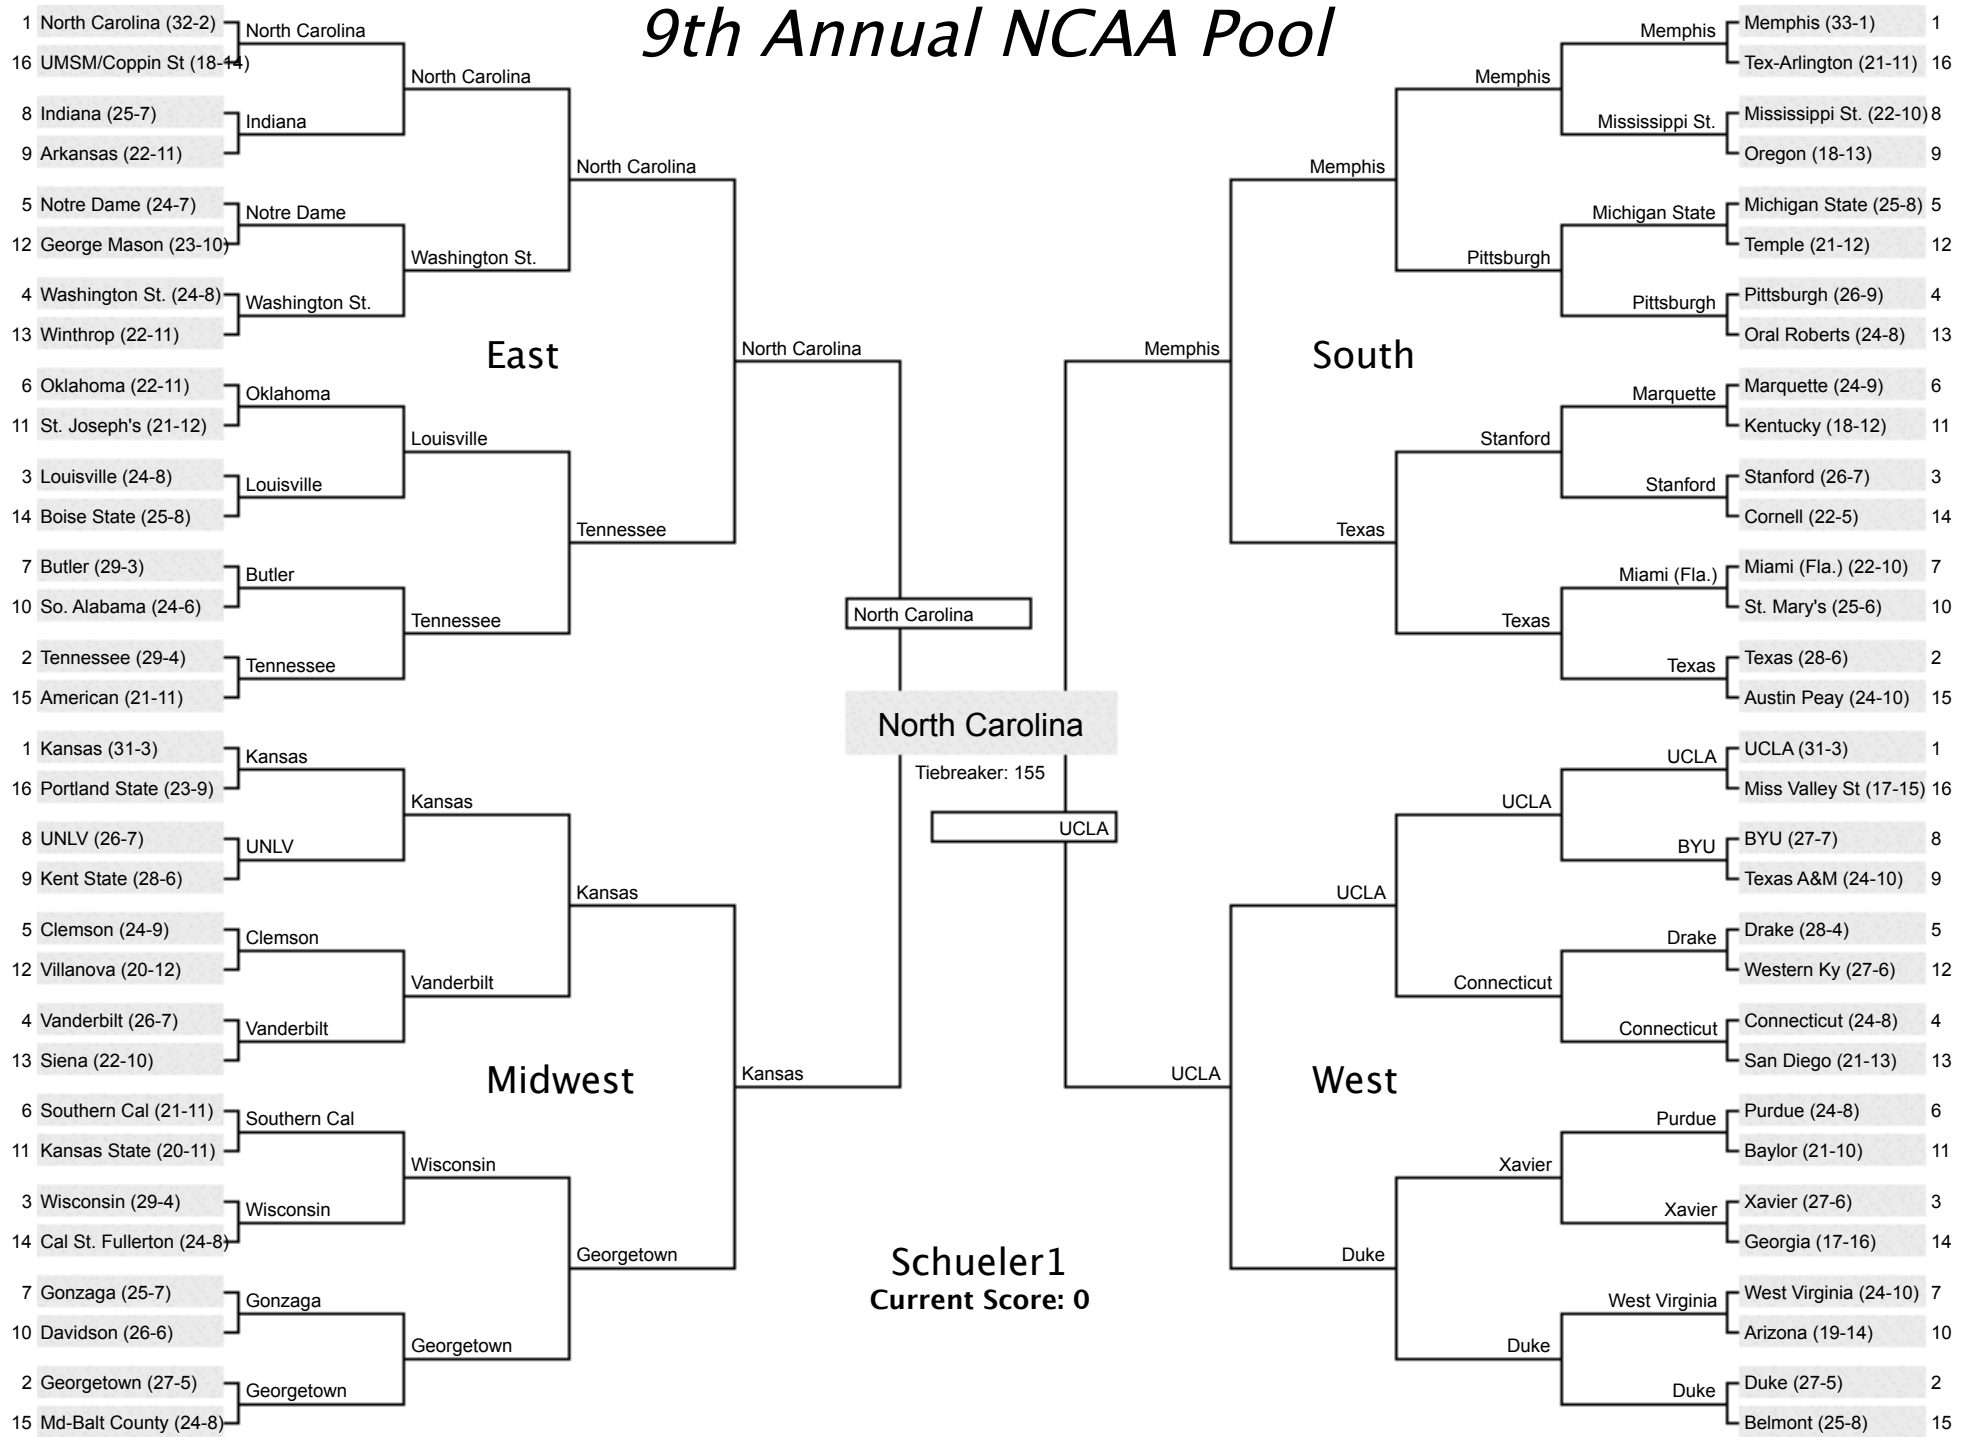 9th Annual NCAA Pool
1 North Carolina (32-2)
16 UMSM/Coppin St (18-14)
8 Indiana (25-7)
9 Arkansas (22-11)
5 Notre Dame (24-7)
12 George Mason (23-10)
4 Washington St. (24-8)
13 Winthrop (22-11)
6 Oklahoma (22-11)
11 St. Joseph's (21-12)
3 Louisville (24-8)
14 Boise State (25-8)
7 Butler (29-3)
10 So. Alabama (24-6)
2 Tennessee (29-4)
15 American (21-11)
North Carolina
Indiana
Notre Dame
Washington St.
Oklahoma
Louisville
Butler
Tennessee
North Carolina
Washington St.
Louisville
Tennessee
North Carolina
Tennessee
East
North Carolina
1 Kansas (31-3)
16 Portland State (23-9)
8 UNLV (26-7)
9 Kent State (28-6)
5 Clemson (24-9)
12 Villanova (20-12)
4 Vanderbilt (26-7)
13 Siena (22-10)
6 Southern Cal (21-11)
11 Kansas State (20-11)
3 Wisconsin (29-4)
14 Cal St. Fullerton (24-8)
7 Gonzaga (25-7)
10 Davidson (26-6)
2 Georgetown (27-5)
15 Md-Balt County (24-8)
Kansas
UNLV
Clemson
Vanderbilt
Southern Cal
Wisconsin
Gonzaga
Georgetown
Kansas
Vanderbilt
Wisconsin
Georgetown
Kansas
Georgetown
Midwest
Kansas
North Carolina
North Carolina
Tiebreaker: 155
UCLA
Schueler1
Current Score: 0
Memphis
South
Memphis
Texas
Memphis
Pittsburgh
Stanford
Texas
Memphis
Mississippi St.
Michigan State
Pittsburgh
Marquette
Stanford
Miami (Fla.)
Texas
Memphis (33-1) 1
Tex-Arlington (21-11) 16
Mississippi St. (22-10) 8
Oregon (18-13) 9
Michigan State (25-8) 5
Temple (21-12) 12
Pittsburgh (26-9) 4
Oral Roberts (24-8) 13
Marquette (24-9) 6
Kentucky (18-12) 11
Stanford (26-7) 3
Cornell (22-5) 14
Miami (Fla.) (22-10) 7
St. Mary's (25-6) 10
Texas (28-6) 2
Austin Peay (24-10) 15
UCLA
West
UCLA
Duke
UCLA
Connecticut
Xavier
Duke
UCLA
BYU
Drake
Connecticut
Purdue
Xavier
West Virginia
Duke
UCLA (31-3) 1
Miss Valley St (17-15) 16
BYU (27-7) 8
Texas A&M (24-10) 9
Drake (28-4) 5
Western Ky (27-6) 12
Connecticut (24-8) 4
San Diego (21-13) 13
Purdue (24-8) 6
Baylor (21-10) 11
Xavier (27-6) 3
Georgia (17-16) 14
West Virginia (24-10) 7
Arizona (19-14) 10
Duke (27-5) 2
Belmont (25-8) 15